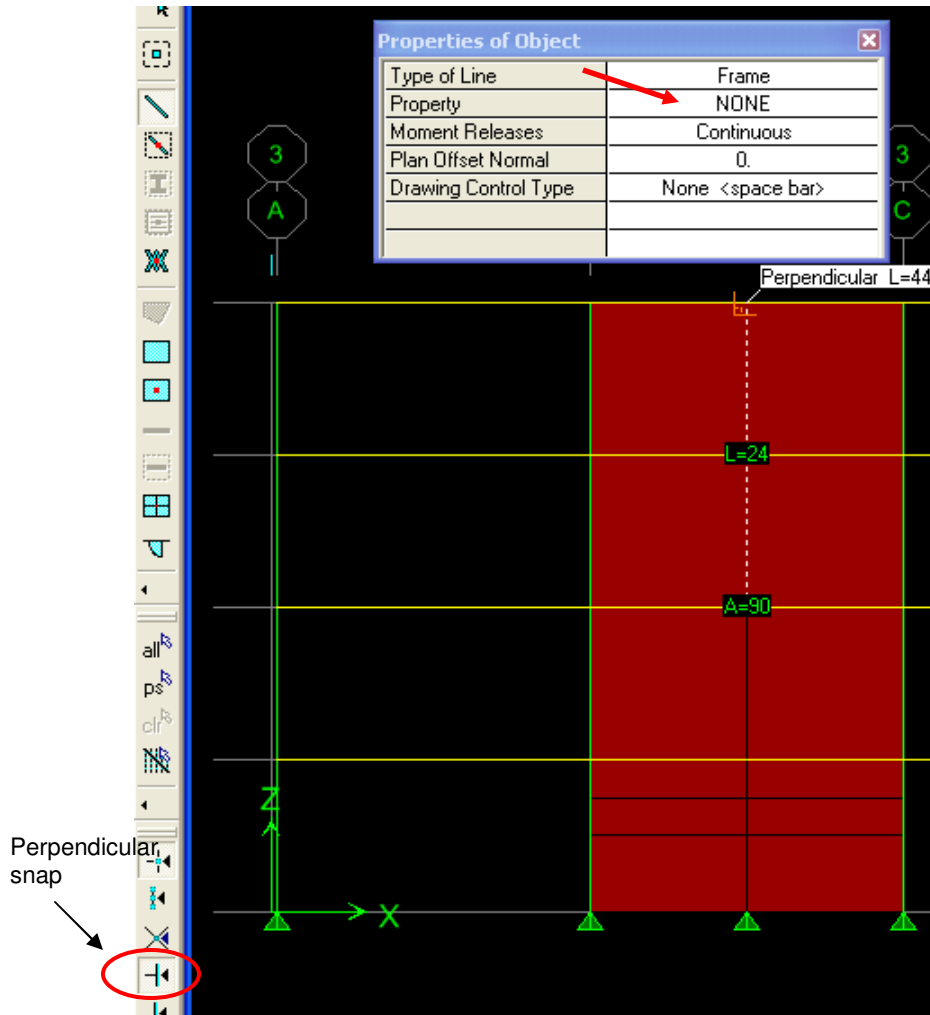 Properties of Object
Type of Line Frame
Property NONE
Moment Releases Continuous
Plan Offset Normal 0.
Drawing Control Type None <space bar>
3
A
3
C
Perpendicular L=44
L=24
A=90
all
ps
clr
Z
X
Perpendicular
snap